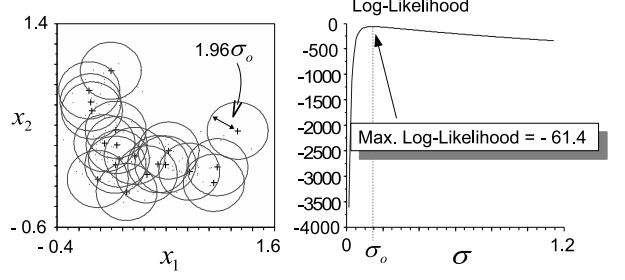 Log-Likelihood
1.4
1.96σo
x2
- 0.6
- 0.4
x1
1.6
0
-500
-1000
-1500
-2000
-2500
-3000
-3500
-4000
Max. Log-Likelihood = - 61.4
0
σo
σ
1.2